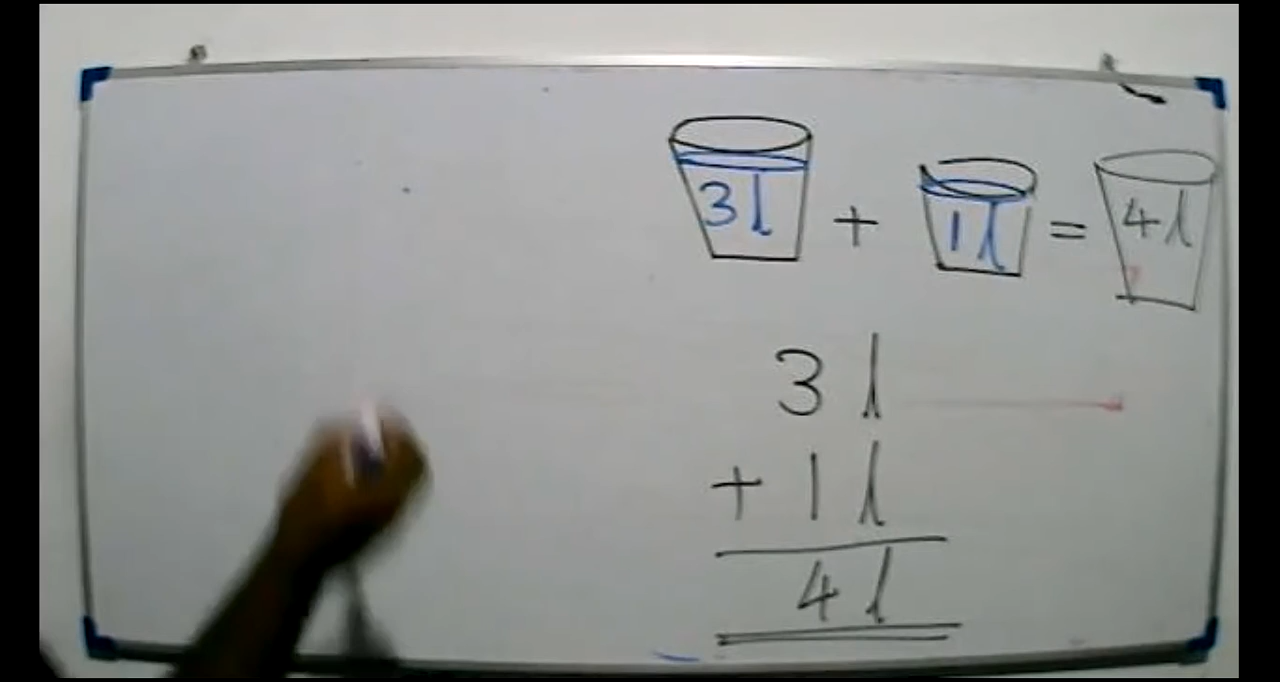 3l + 1l = 4l
3 l
+ 1 l
4 l